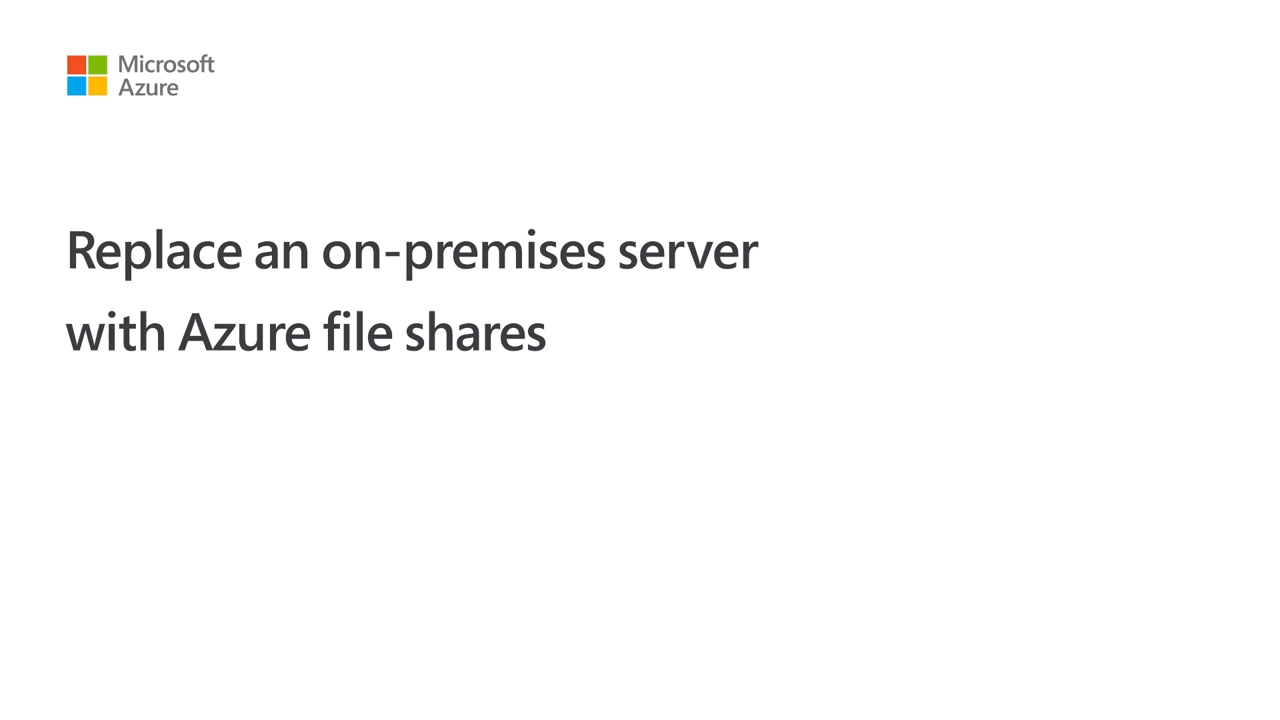 Microsoft
Azure
Replace an on-premises server
with Azure file shares